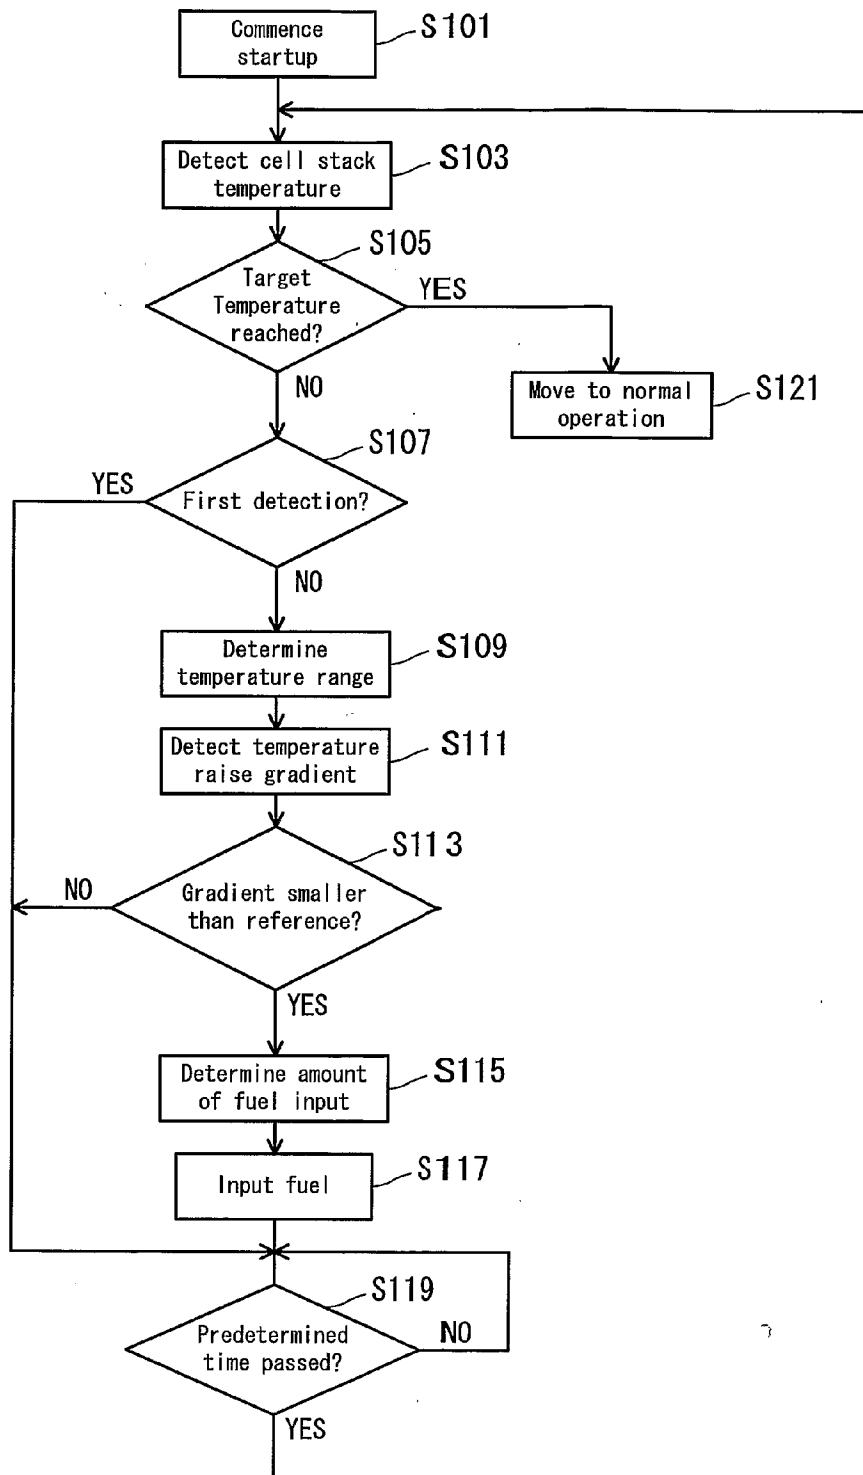 Commence
startup
S101
Detect cell stack
temperature
S103
S105
Target
Temperature
reached?
YES
NO
Move to normal
operation
S121
S107
YES
First detection?
NO
Determine
temperature range
S109
Detect temperature
raise gradient
S111
S113
NO
Gradient smaller
than reference?
YES
Determine amount
of fuel input
S115
Input fuel
S117
S119
Predetermined
time passed?
NO
YES